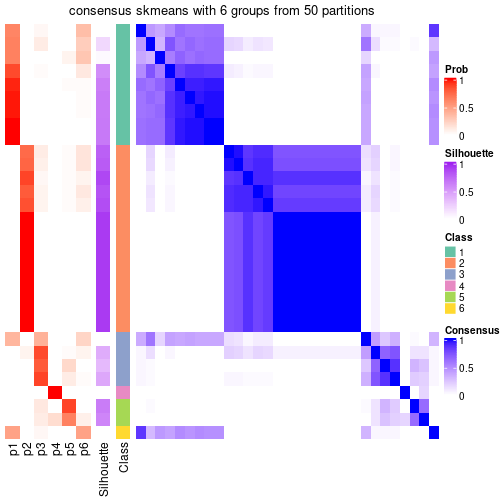 consensus skmeans with 6 groups from 50 partitions
Prob
1
0.5
0
Silhouette
1
0.5
0
Class
1
2
3
4
5
6
Consensus
1
0.5
0
p1
p2
p3
p4
p5
p6
Silhouette
Class